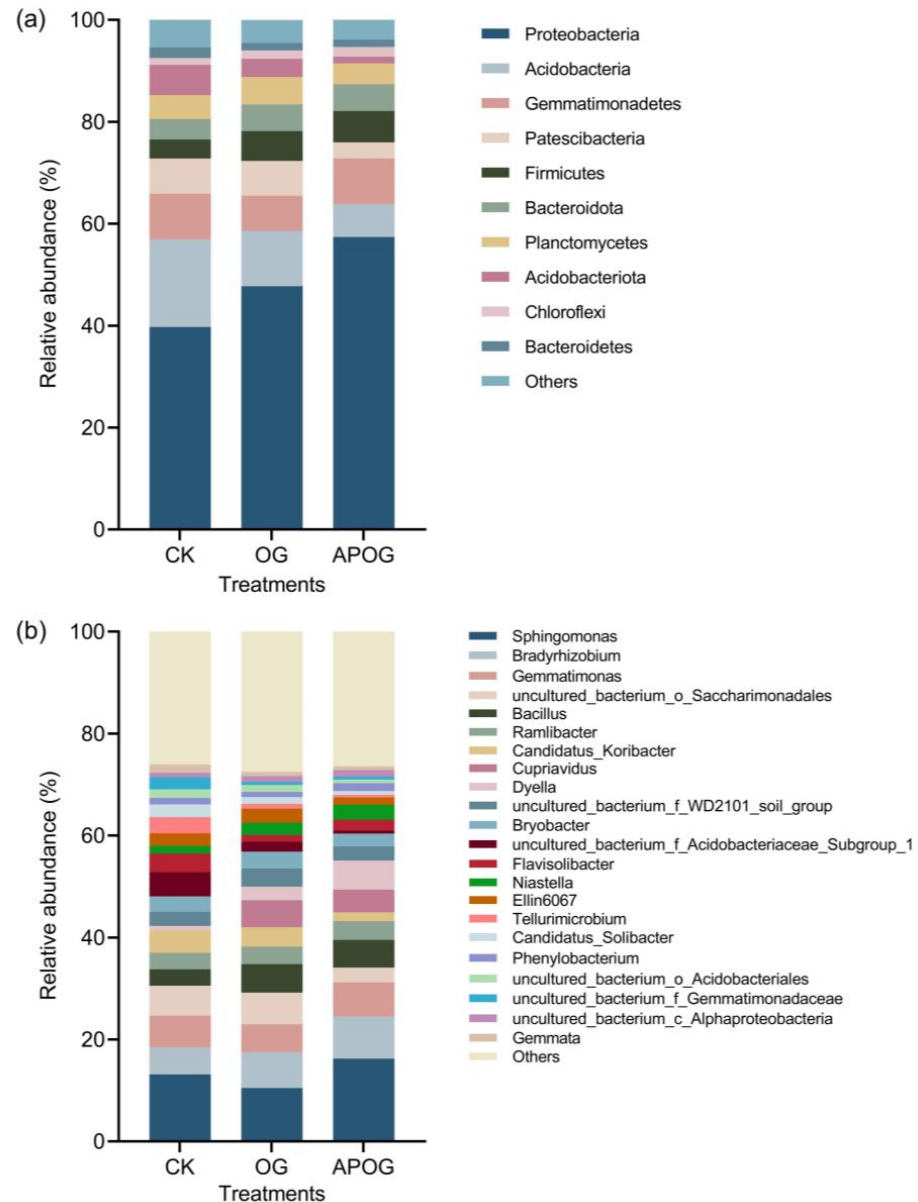 (a)
100
80
60
40
20
0
Relative abundance (%)
CK OG APOG
Treatments
Proteobacteria
Acidobacteria
Gemmatimonadetes
Patescibacteria
Firmicutes
Bacteroidota
Planctomycetes
Acidobacteriota
Chloroflexi
Bacteroidetes
Others
(b)
100
80
60
40
20
0
Relative abundance (%)
CK OG APOG
Treatments
Sphingomonas
Bradyrhizobium
Gemmatimonas
uncultured_bacterium_o_Saccharimonadales
Bacillus
Ramlibacter
Candidatus_Koribacter
Cupriavidus
Dyella
uncultured_bacterium_f_WD2101_soil_group
Bryobacter
uncultured_bacterium_f_Acidobacteriaceae_Subgroup_1
Flavisolibacter
Niastella
Ellin6067
Tellurimicrobium
Candidatus_Solibacter
Phenylobacterium
uncultured_bacterium_o_Acidobacteriales
uncultured_bacterium_f_Gemmatimonadaceae
uncultured_bacterium_c_Alphaproteobacteria
Gemmata
Others